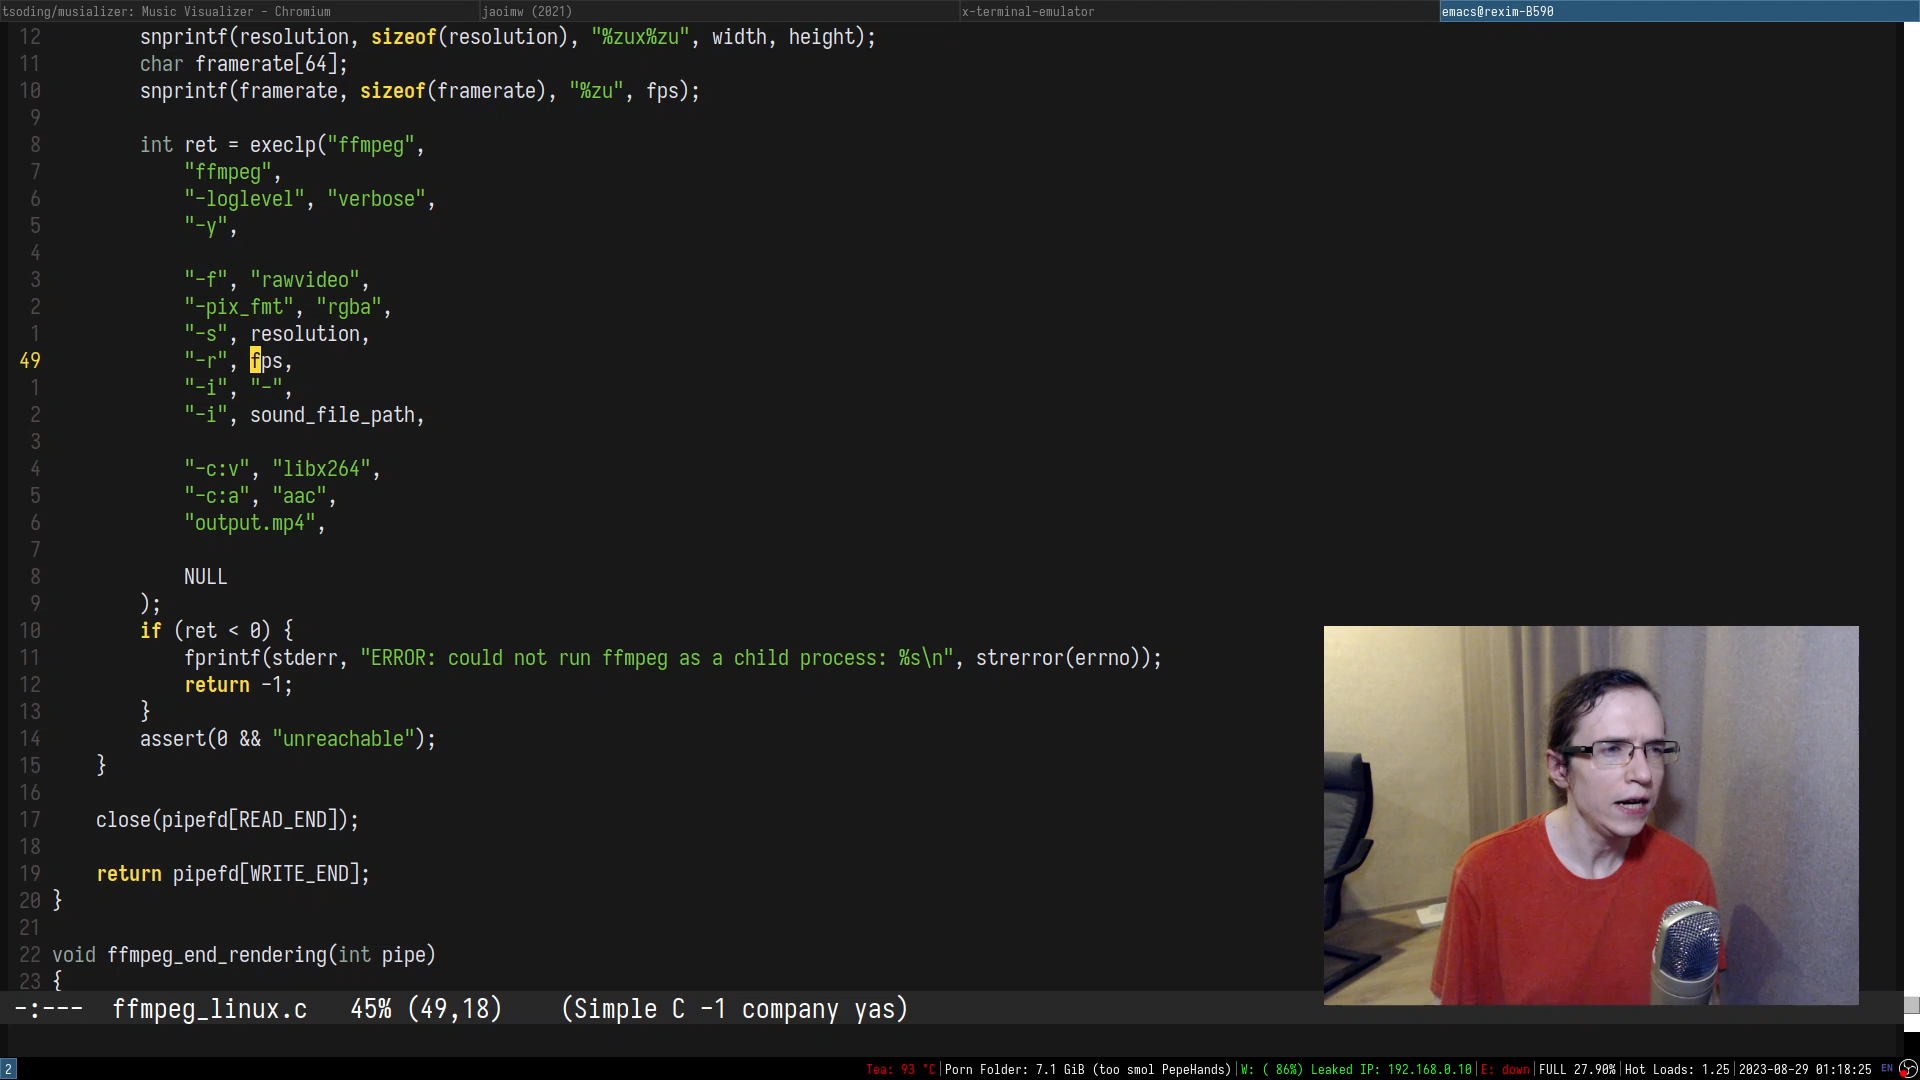 tsoding/musializer: Music Visualizer - Chromium
jaoimw (2021)
x-terminal-emulator
emacs@rexim-B590
12 snprintf(resolution, sizeof(resolution), "%zux%zu", width, height);
11 char framerate[64];
10 snprintf(framerate, sizeof(framerate), "%zu", fps);
9
8 int ret = execlp("ffmpeg",
7 "ffmpeg",
6 "-loglevel", "verbose",
5 "-y",
4
3 "-f", "rawvideo",
2 "-pix_fmt", "rgba",
1 "-s", resolution,
49 "-r", fps,
1 "-i", "-",
2 "-i", sound_file_path,
3
4 "-c:v", "libx264",
5 "-c:a", "aac",
6 "output.mp4",
7
8 NULL
9 );
10 if (ret < 0) {
11 fprintf(stderr, "ERROR: could not run ffmpeg as a child process: %s\n", strerror(errno));
12 return -1;
13 }
14 assert(0 && "unreachable");
15 }
16
17 close(pipefd[READ_END]);
18
19 return pipefd[WRITE_END];
20 }
21
22 void ffmpeg_end_rendering(int pipe)
23 {
-:--- ffmpeg_linux.c 45% (49,18) (Simple C -1 company yas)
2 Tea: 93 °C|Porn Folder: 7.1 GiB (too smol PepeHands)|W: ( 86%) Leaked IP: 192.168.0.10|E: down|FULL 27.90%|Hot Loads: 1.25|2023-08-29 01:18:25 EN